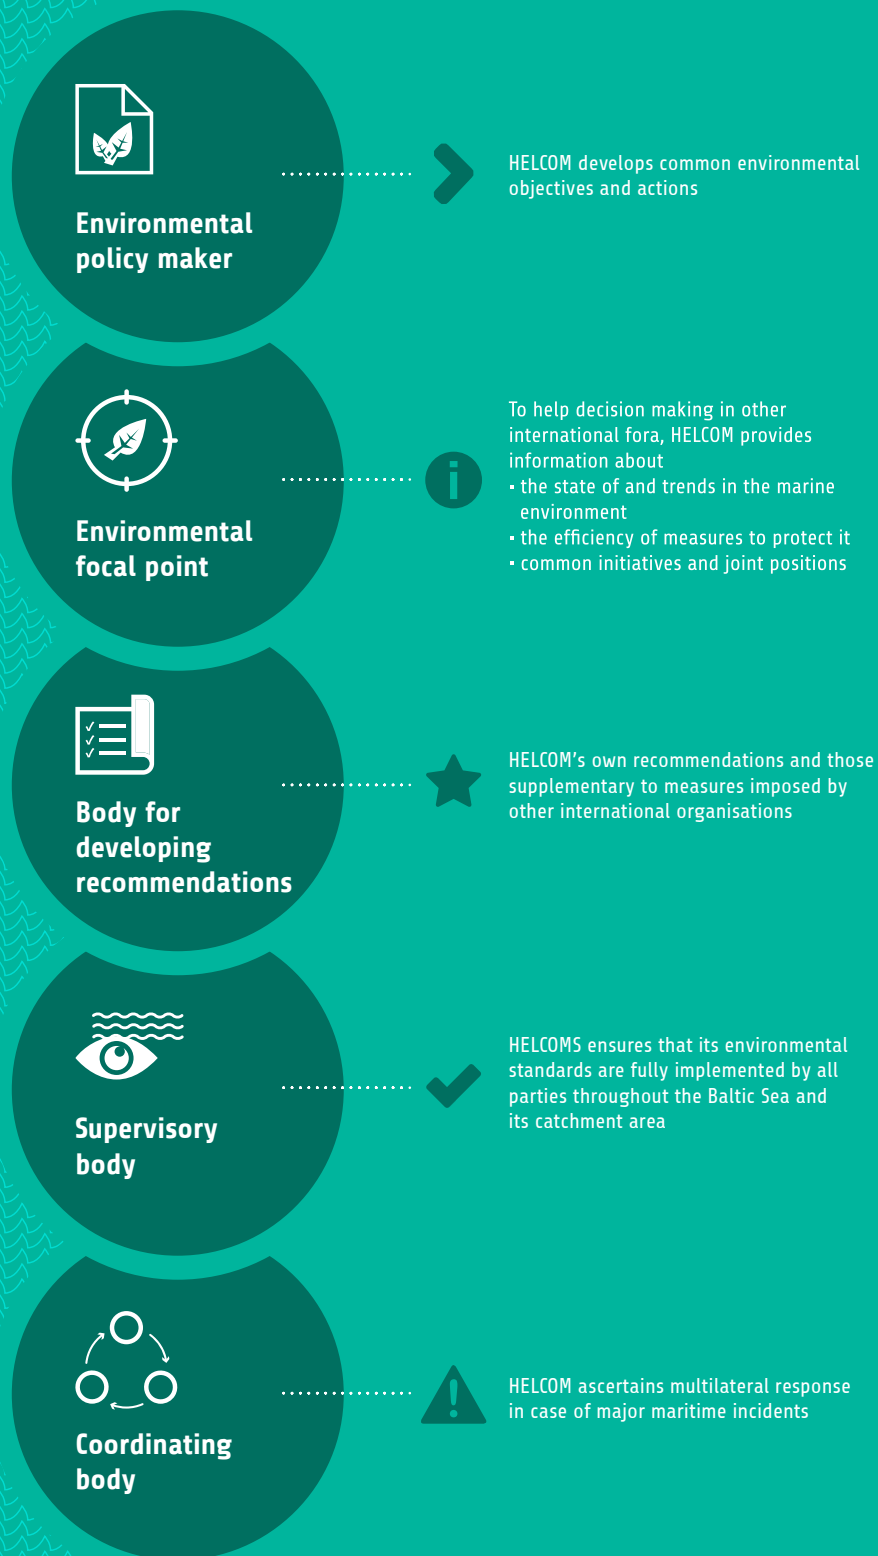 Environmental
policy maker
HELCOM develops common environmental
objectives and actions
Environmental
focal point
To help decision making in other
international fora, HELCOM provides
information about
▪ the state of and trends in the marine
environment
▪ the efficiency of measures to protect it
▪ common initiatives and joint positions
Body for
developing
recommendations
HELCOM’s own recommendations and those
supplementary to measures imposed by
other international organisations
Supervisory
body
HELCOMS ensures that its environmental
standards are fully implemented by all
parties throughout the Baltic Sea and
its catchment area
Coordinating
body
HELCOM ascertains multilateral response
in case of major maritime incidents